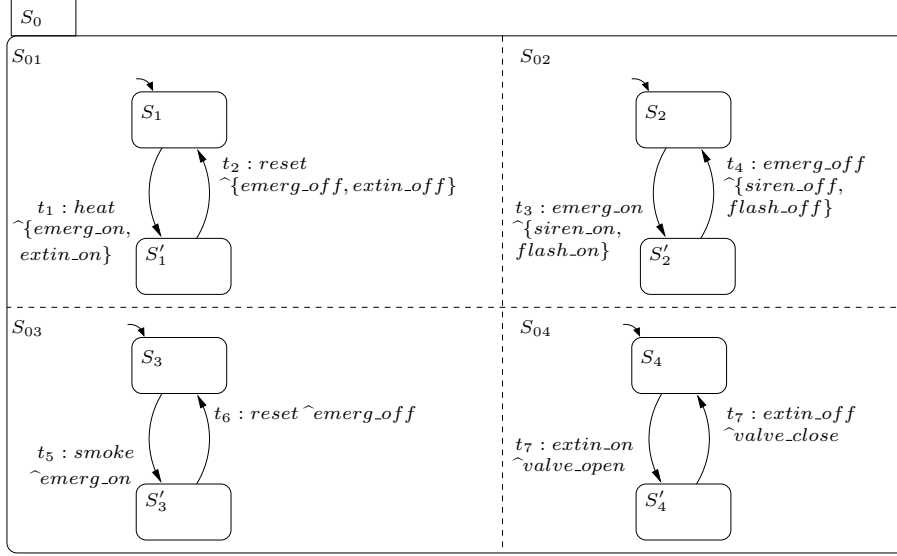 S₀
S₀₁
S₁
t₂ : reset
^{emerg_off, extin_off}
t₁ : heat
^{emerg_on,
extin_on}
S′₁
S₀₂
S₂
t₄ : emerg_off
^{siren_off,
flash_off}
t₃ : emerg_on
^{siren_on,
flash_on}
S′₂
S₀₃
S₃
t₆ : reset ^emerg_off
t₅ : smoke
^emerg_on
S′₃
S₀₄
S₄
t₇ : extin_off
^valve_close
t₇ : extin_on
^valve_open
S′₄